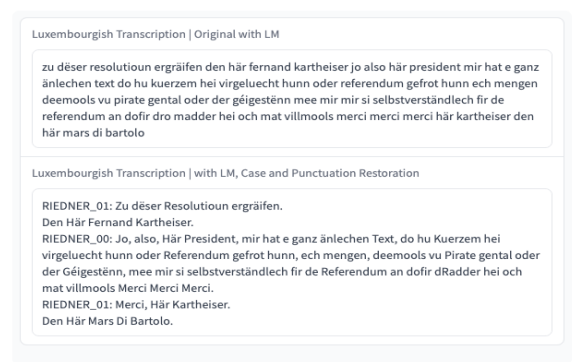 Luxembourgish Transcription | Original with LM
zu dëser resolutioun ergräifen den här fernand kartheiser jo also här president mir hat e ganz
änlechen text do hu kuerzem hei virgeluecht hunn oder referendum gefrot hunn ech mengen
deemools vu pirate gental oder der géigestënn mee mir mir si selbstverständlech fir de
referendum an dofir dro madder hei och mat villmools merci merci merci här kartheiser den
här mars di bartolo
Luxembourgish Transcription | with LM, Case and Punctuation Restoration
RIEDNER_01: Zu dëser Resolutioun ergräifen.
Den Här Fernand Kartheiser.
RIEDNER_00: Jo, also, Här President, mir hat e ganz änlechen Text, do hu Kuerzem hei
virgeluecht hunn oder Referendum gefrot hunn, ech mengen, deemools vu Pirate gental oder
der Géigestënn, mee mir si selbstverständlech fir de Referendum an dofir dRadder hei och
mat villmools Merci Merci Merci.
RIEDNER_01: Merci, Här Kartheiser.
Den Här Mars Di Bartolo.